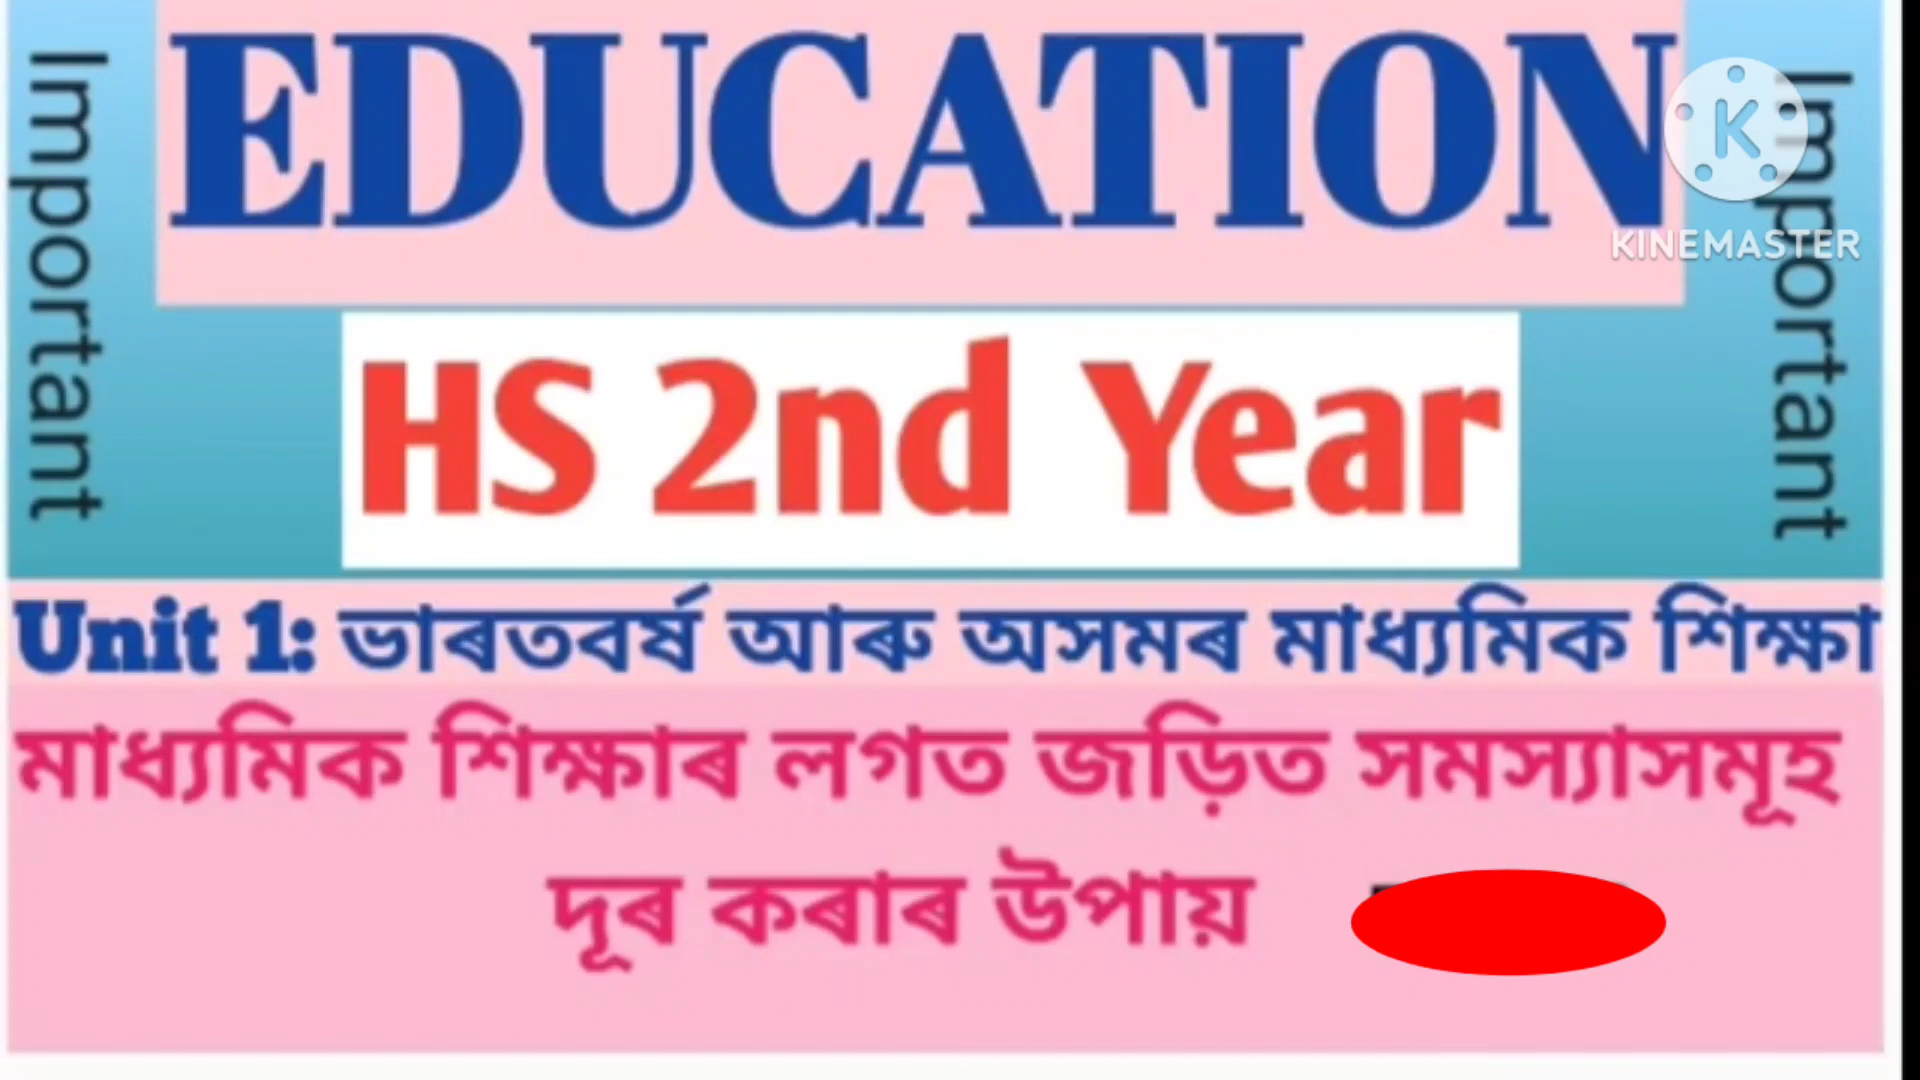 EDUCATION
Important
Important
KINEMASTER
HS 2nd Year
Unit 1: ভাৰতবৰ্ষ আৰু অসমৰ মাধ্যমিক শিক্ষা
মাধ্যমিক শিক্ষাৰ লগত জড়িত সমস্যাসমূহ
দূৰ কৰাৰ উপায়